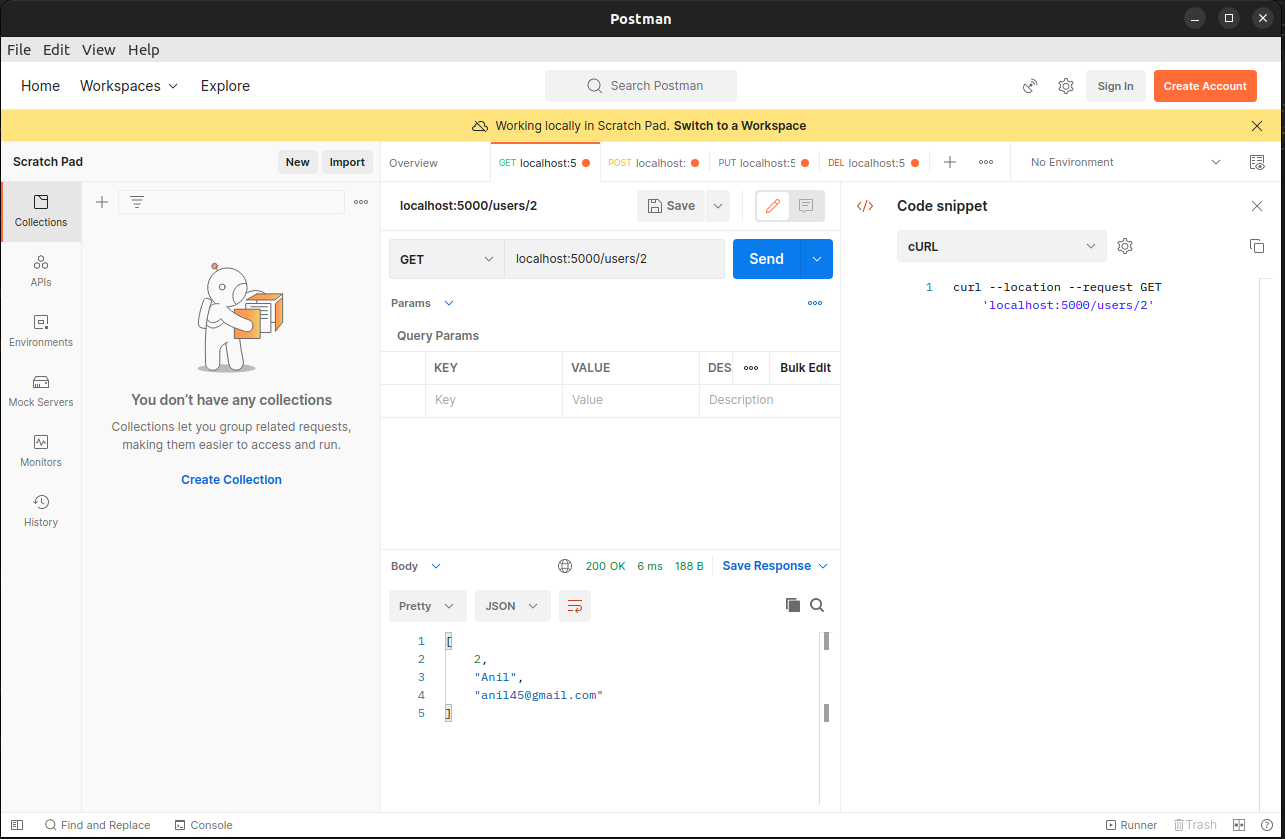 Postman
File Edit View Help
Home Workspaces Explore Search Postman Sign In Create Account
Working locally in Scratch Pad. Switch to a Workspace
Scratch Pad New Import
Overview GET localhost:5 POST localhost: PUT localhost:5 DEL localhost:5 No Environment
Collections
APIs
Environments
Mock Servers
Monitors
History
You don't have any collections
Collections let you group related requests,
making them easier to access and run.
Create Collection
localhost:5000/users/2 Save
GET localhost:5000/users/2 Send
Params
Query Params
KEY VALUE DES Bulk Edit
Key Value Description
Body 200 OK 6 ms 188 B Save Response
Pretty JSON
1 [
2 2,
3 "Anil",
4 "anil45@gmail.com"
5 ]
</> Code snippet
cURL
1 curl --location --request GET
'localhost:5000/users/2'
Find and Replace Console Runner Trash